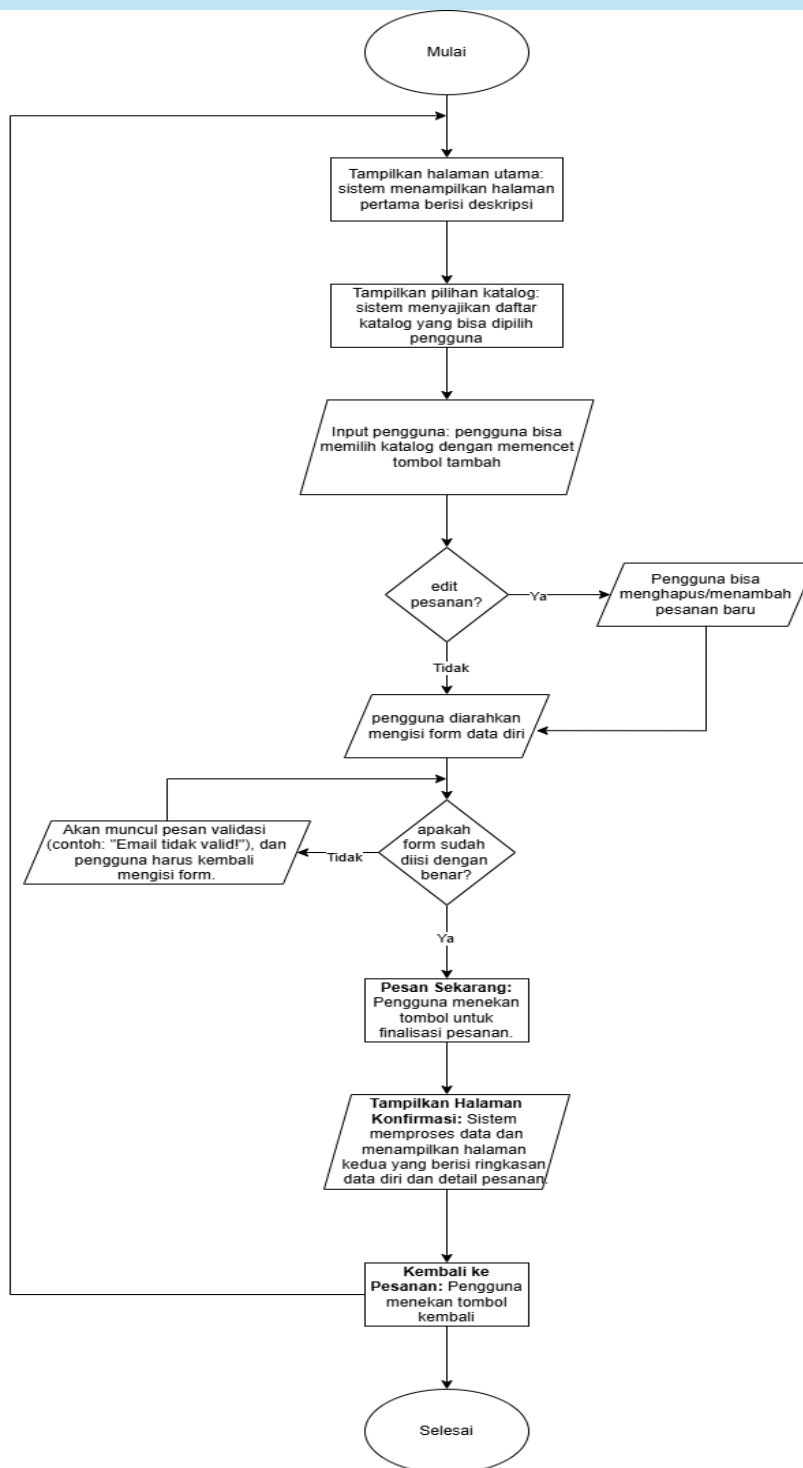 Mulai
Tampilkan halaman utama:
sistem menampilkan halaman
pertama berisi deskripsi
Tampilkan pilihan katalog:
sistem menyajikan daftar
katalog yang bisa dipilih
pengguna
Input pengguna: pengguna bisa
memilih katalog dengan memencet
tombol tambah
edit
pesanan?
Ya
Pengguna bisa
menghapus/menambah
pesanan baru
Tidak
pengguna diarahkan
mengisi form data diri
apakah
form sudah
diisi dengan
benar?
Tidak
Akan muncul pesan validasi
(contoh: "Email tidak valid!"), dan
pengguna harus kembali
mengisi form.
Ya
Pesan Sekarang:
Pengguna menekan
tombol untuk
finalisasi pesanan.
Tampilkan Halaman
Konfirmasi: Sistem
memproses data dan
menampilkan halaman
kedua yang berisi ringkasan
data diri dan detail pesanan.
Kembali ke
Pesanan: Pengguna
menekan tombol
kembali
Selesai